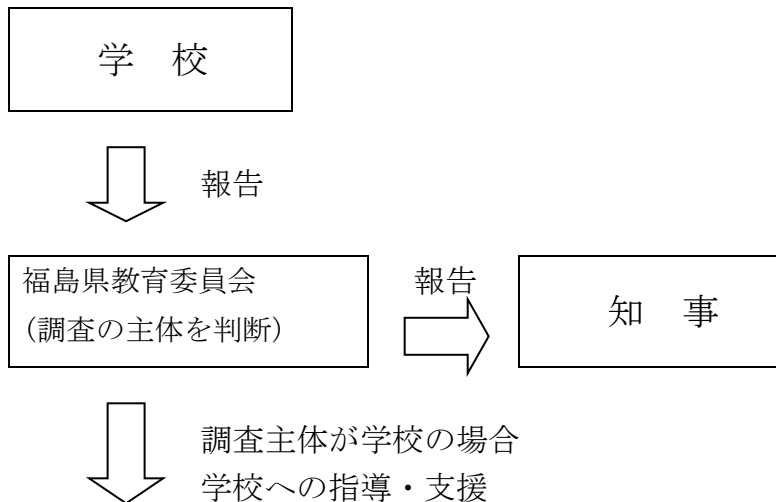 学　校
報告
福島県教育委員会
(調査の主体を判断)
報告
知　事
調査主体が学校の場合
学校への指導・支援